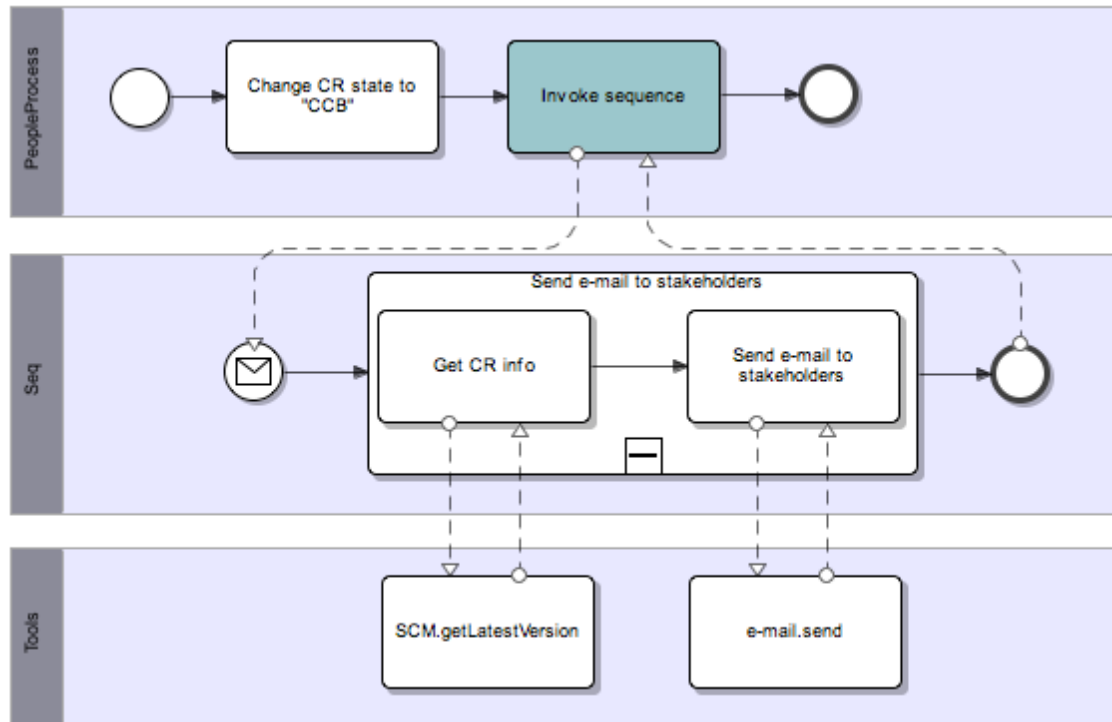 PeopleProcess
Change CR state to
"CCB"
Invoke sequence
Seq
Send e-mail to stakeholders
Get CR info
Send e-mail to
stakeholders
Tools
SCM.getLatestVersion
e-mail.send